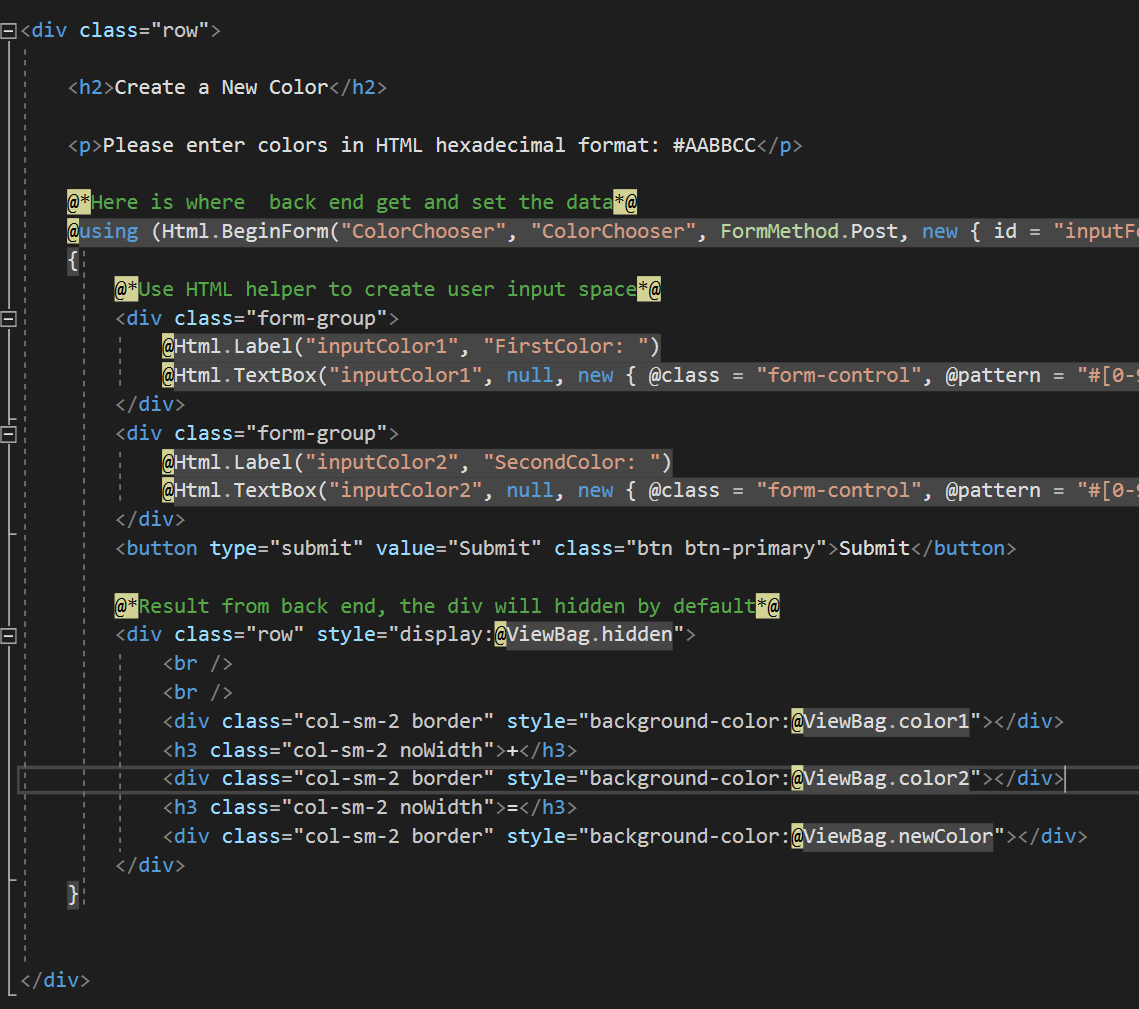 <div class="row">
<h2>Create a New Color</h2>
<p>Please enter colors in HTML hexadecimal format: #AABBCC</p>
@*Here is where  back end get and set the data*@
@using (Html.BeginForm("ColorChooser", "ColorChooser", FormMethod.Post, new { id = "inputFo
{
@*Use HTML helper to create user input space*@
<div class="form-group">
@Html.Label("inputColor1", "FirstColor: ")
@Html.TextBox("inputColor1", null, new { @class = "form-control", @pattern = "#[0-9
</div>
<div class="form-group">
@Html.Label("inputColor2", "SecondColor: ")
@Html.TextBox("inputColor2", null, new { @class = "form-control", @pattern = "#[0-9
</div>
<button type="submit" value="Submit" class="btn btn-primary">Submit</button>
@*Result from back end, the div will hidden by default*@
<div class="row" style="display:@ViewBag.hidden">
<br />
<br />
<div class="col-sm-2 border" style="background-color:@ViewBag.color1"></div>
<h3 class="col-sm-2 noWidth">+</h3>
<div class="col-sm-2 border" style="background-color:@ViewBag.color2"></div>
<h3 class="col-sm-2 noWidth">=</h3>
<div class="col-sm-2 border" style="background-color:@ViewBag.newColor"></div>
</div>
}
</div>